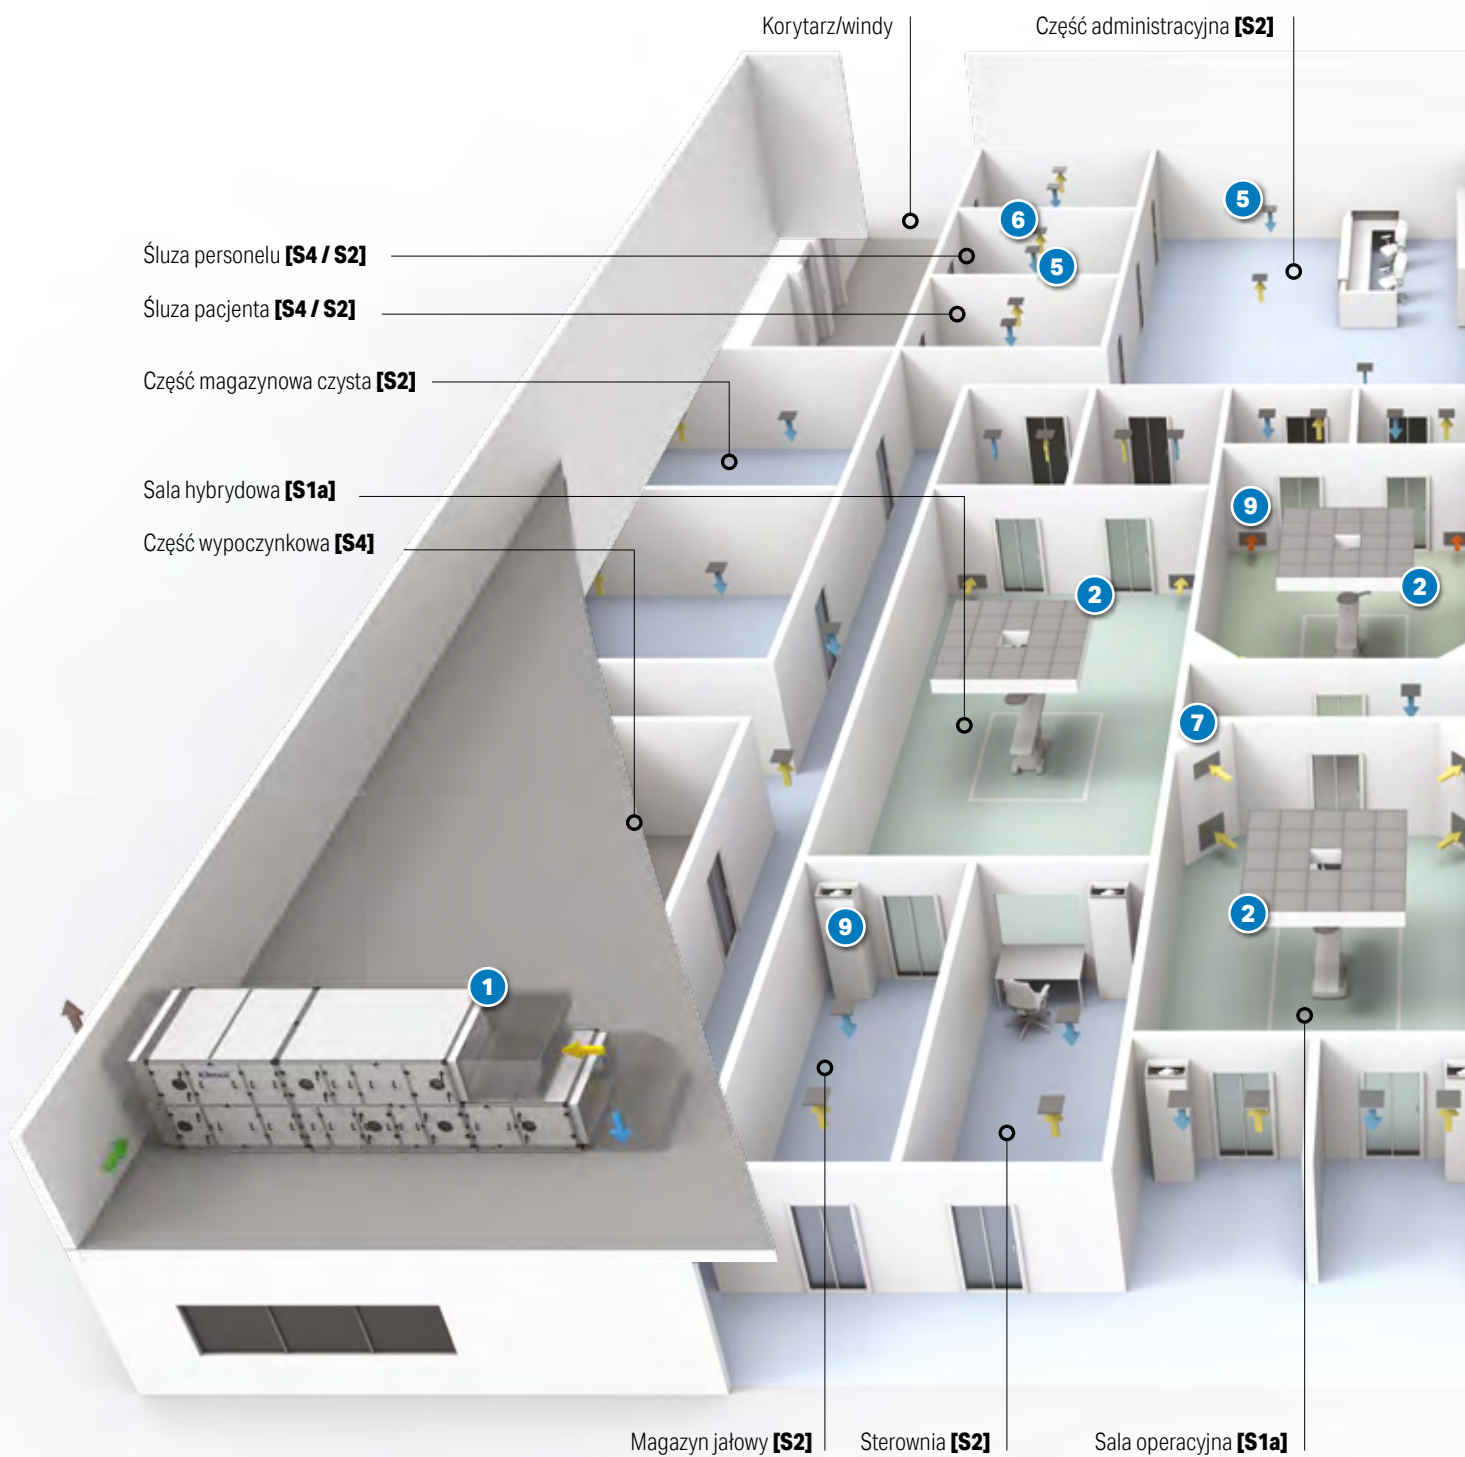 Korytarz/windy
Część administracyjna [S2]
5
6
Śluza personelu [S4 / S2]
5
Śluza pacjenta [S4 / S2]
Część magazynowa czysta [S2]
Sala hybrydowa [S1a]
9
Część wypoczynkowa [S4]
2
2
7
2
9
1
Magazyn jałowy [S2]
Sterownia [S2]
Sala operacyjna [S1a]